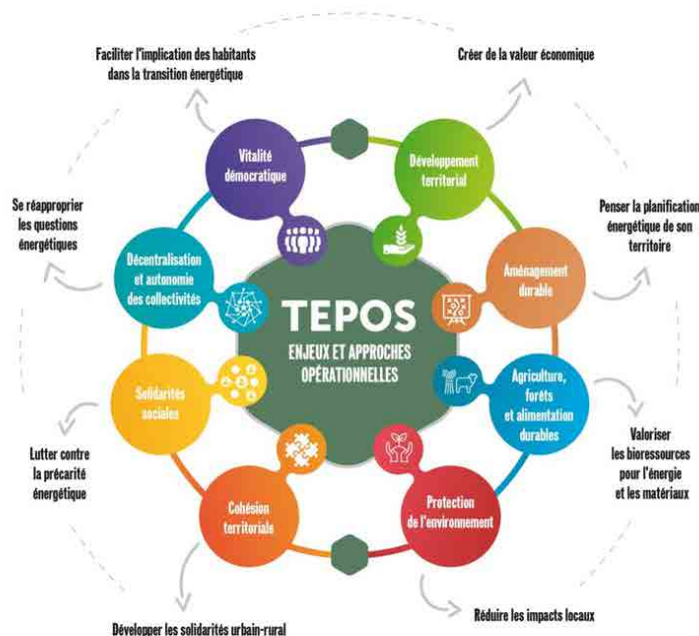 Faciliter l'implication des habitants
dans la transition énergétique
Créer de la valeur économique
Vitalité
démocratique
Développement
territorial
Se réapproprier
les questions
énergétiques
Penser la planification
énergétique de son
territoire
Décentralisation
et autonomie
des collectivités
Aménagement
durable
TEPOS
ENJEUX ET APPROCHES
OPÉRATIONNELLES
Solidarités
sociales
Agriculture,
forêts
et alimentation
durables
Lutter contre
la précarité
énergétique
Valoriser
les bioressources
pour l'énergie
et les matériaux
Cohésion
territoriale
Protection
de l'environnement
Développer les solidarités urbain-rural
Réduire les impacts locaux